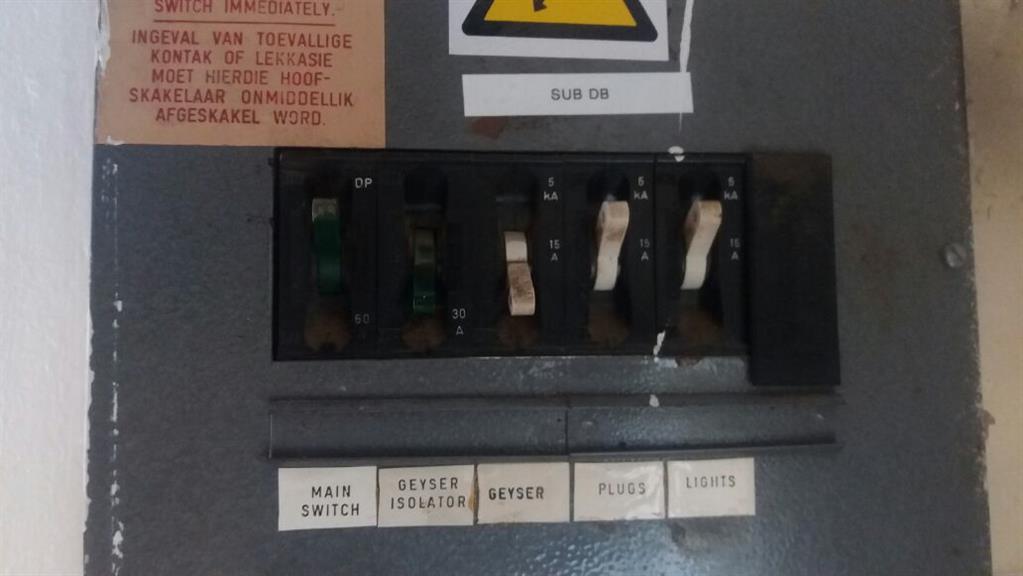 SWITCH IMMEDIATELY.
INGEVAL VAN TOEVALLIGE
KONTAK OF LEKKASIE
MOET HIERDIE HOOF-
SKAKELAAR ONMIDDELLIK
AFGESKAKEL WORD.
SUB DB
DP
60
30
A
5
kA
15
A
5
kA
15
A
5
kA
15
A
MAIN
SWITCH
GEYSER
ISOLATOR
GEYSER
PLUGS
LIGHTS